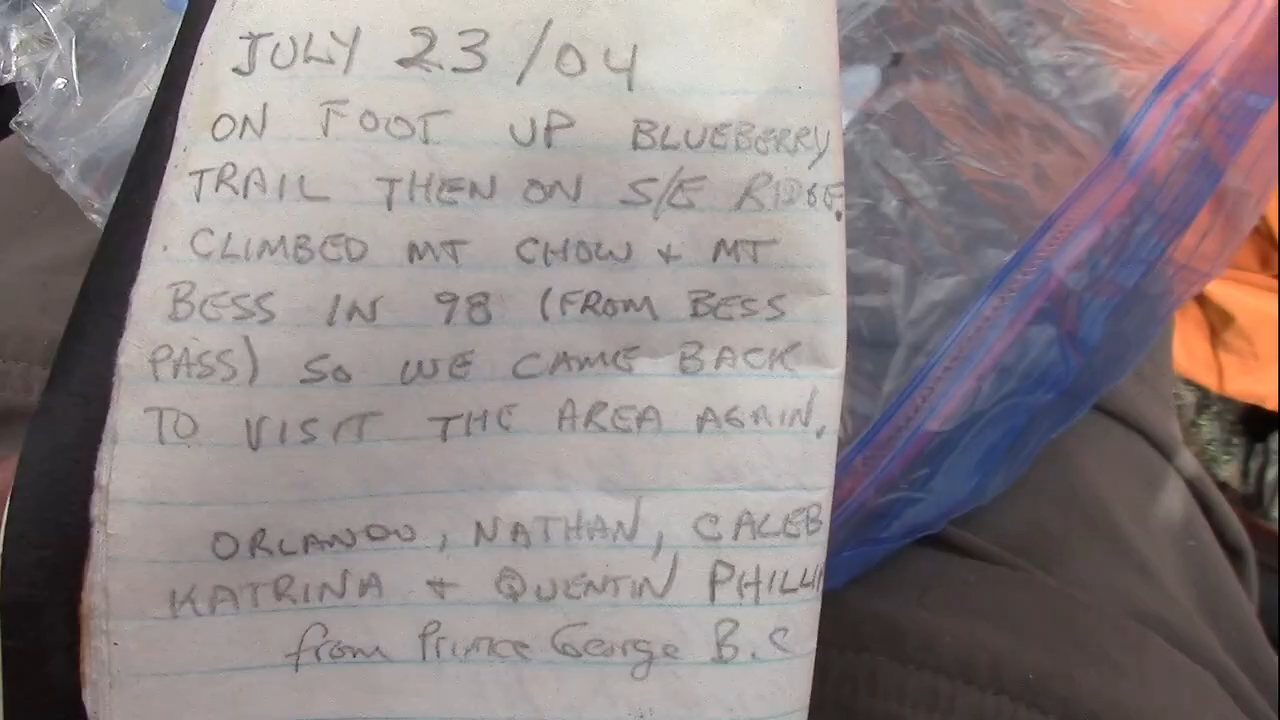 JULY 23/04
ON FOOT UP BLUEBERRY
TRAIL THEN ON S/E RIDGE.
CLIMBED MT CHOW + MT
BESS IN 98 (FROM BESS
PASS) SO WE CAME BACK
TO VISIT THE AREA AGAIN.
ORLANDO, NATHAN, CALEB
KATRINA + QUENTIN PHILLIP
from Prince George B.C